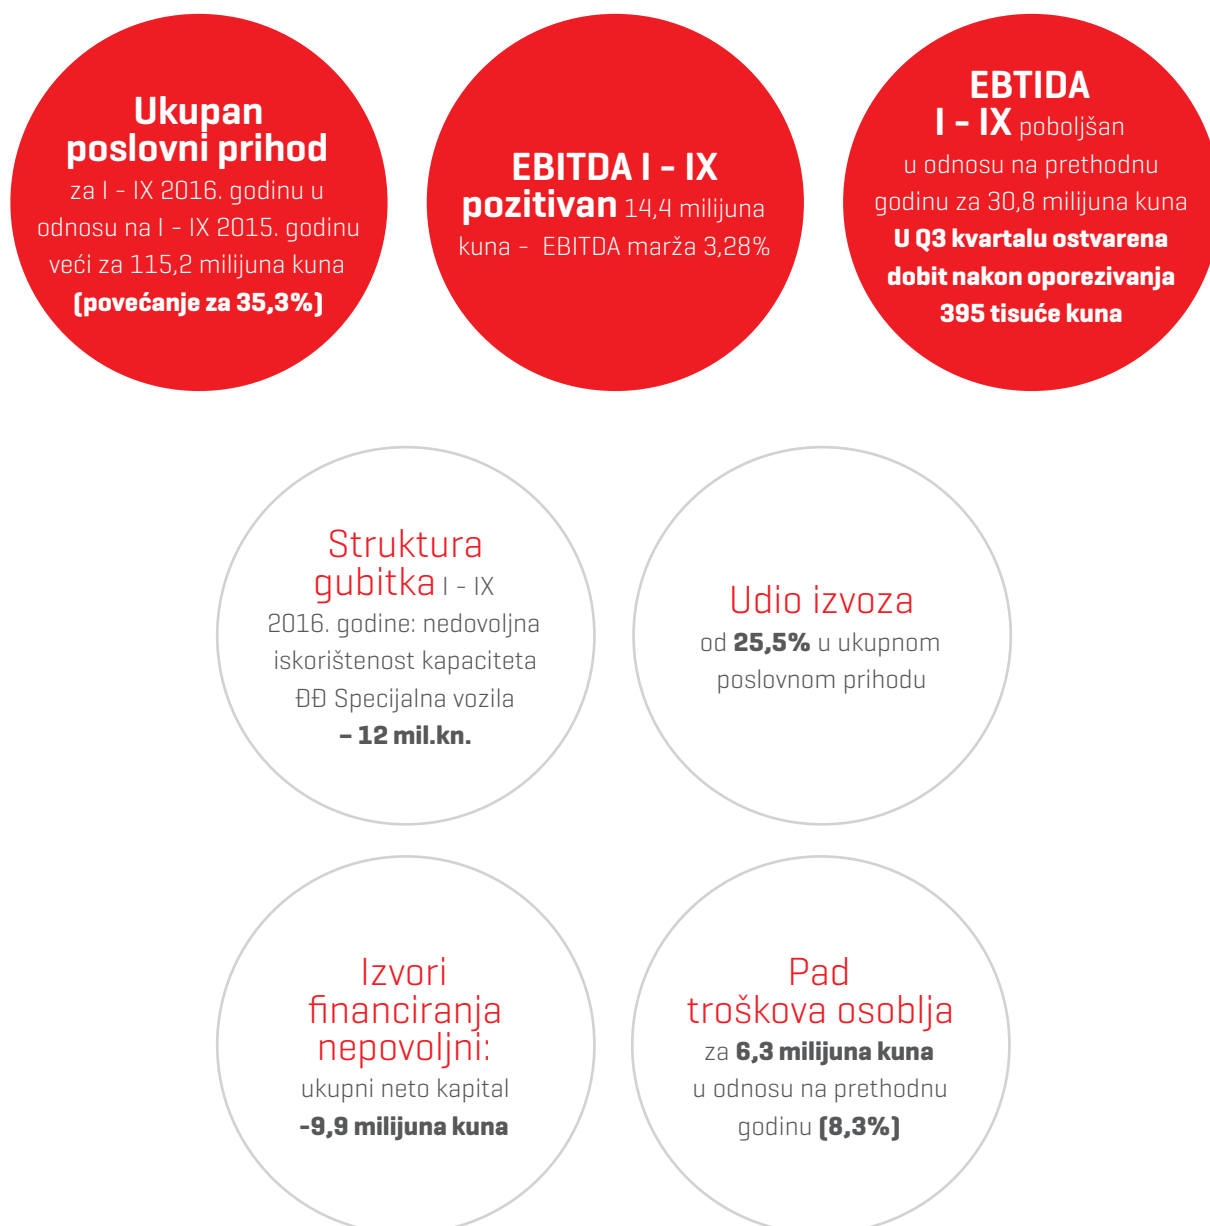 Ukupan
poslovni prihod
za I - IX 2016. godinu u
odnosu na I - IX 2015. godinu
veći za 115,2 milijuna kuna
(povećanje za 35,3%)
EBITDA I - IX
pozitivan 14,4 milijuna
kuna - EBITDA marža 3,28%
EBTIDA
I - IX poboljšan
u odnosu na prethodnu
godinu za 30,8 milijuna kuna
U Q3 kvartalu ostvarena
dobit nakon oporezivanja
395 tisuće kuna
Struktura
gubitka I - IX
2016. godine: nedovoljna
iskorištenost kapaciteta
ĐĐ Specijalna vozila
– 12 mil.kn.
Udio izvoza
od 25,5% u ukupnom
poslovnom prihodu
Izvori
financiranja
nepovoljni:
ukupni neto kapital
-9,9 milijuna kuna
Pad
troškova osoblja
za 6,3 milijuna kuna
u odnosu na prethodnu
godinu (8,3%)